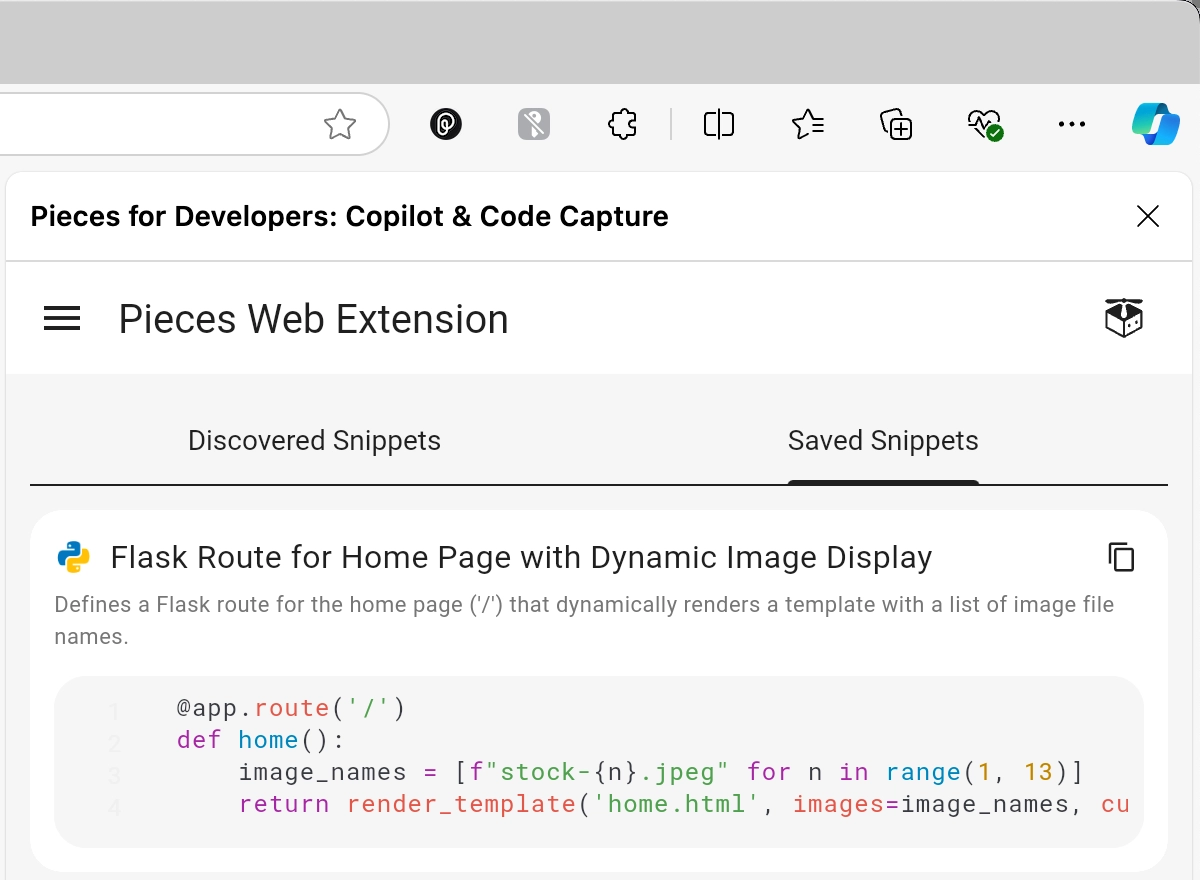 Pieces for Developers: Copilot & Code Capture
Pieces Web Extension
Discovered Snippets
Saved Snippets
Flask Route for Home Page with Dynamic Image Display
Defines a Flask route for the home page ('/') that dynamically renders a template with a list of image file
names.
1 @app.route('/')
2 def home():
3     image_names = [f"stock-{n}.jpeg" for n in range(1, 13)]
4     return render_template('home.html', images=image_names, cu